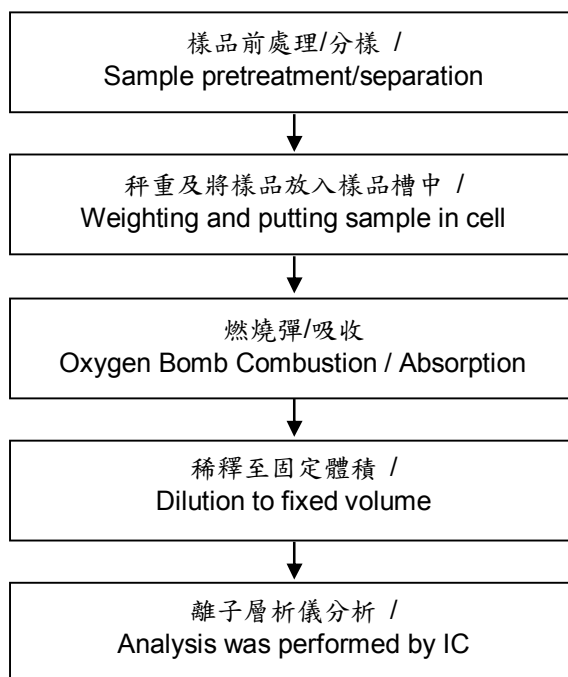 樣品前處理/分樣 /
Sample pretreatment/separation
秤重及將樣品放入樣品槽中 /
Weighting and putting sample in cell
燃燒彈/吸收
Oxygen Bomb Combustion / Absorption
稀釋至固定體積 /
Dilution to fixed volume
離子層析儀分析 /
Analysis was performed by IC